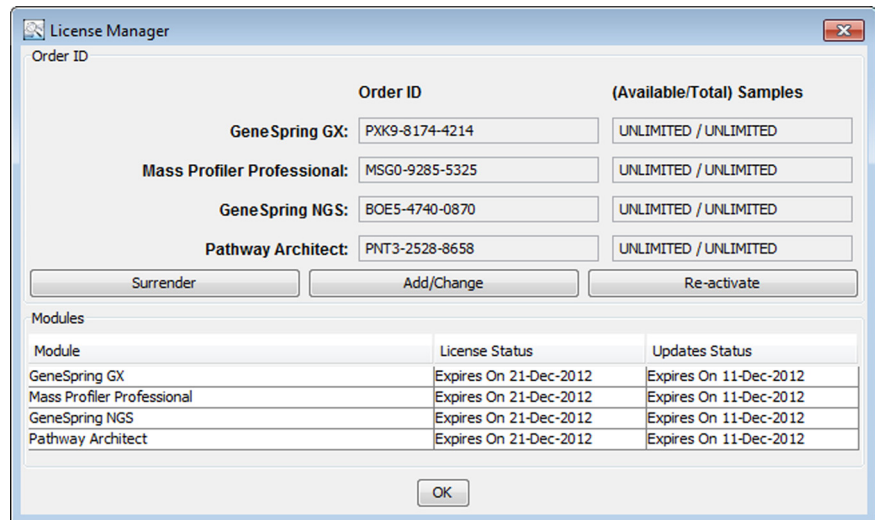 License Manager
Order ID
Order ID (Available/Total) Samples
GeneSpring GX: PXK9-8174-4214 UNLIMITED / UNLIMITED
Mass Profiler Professional: MSG0-9285-5325 UNLIMITED / UNLIMITED
GeneSpring NGS: BOE5-4740-0870 UNLIMITED / UNLIMITED
Pathway Architect: PNT3-2528-8658 UNLIMITED / UNLIMITED
Surrender Add/Change Re-activate
Modules
Module License Status Updates Status
GeneSpring GX Expires On 21-Dec-2012 Expires On 11-Dec-2012
Mass Profiler Professional Expires On 21-Dec-2012 Expires On 11-Dec-2012
GeneSpring NGS Expires On 21-Dec-2012 Expires On 11-Dec-2012
Pathway Architect Expires On 21-Dec-2012 Expires On 11-Dec-2012
OK